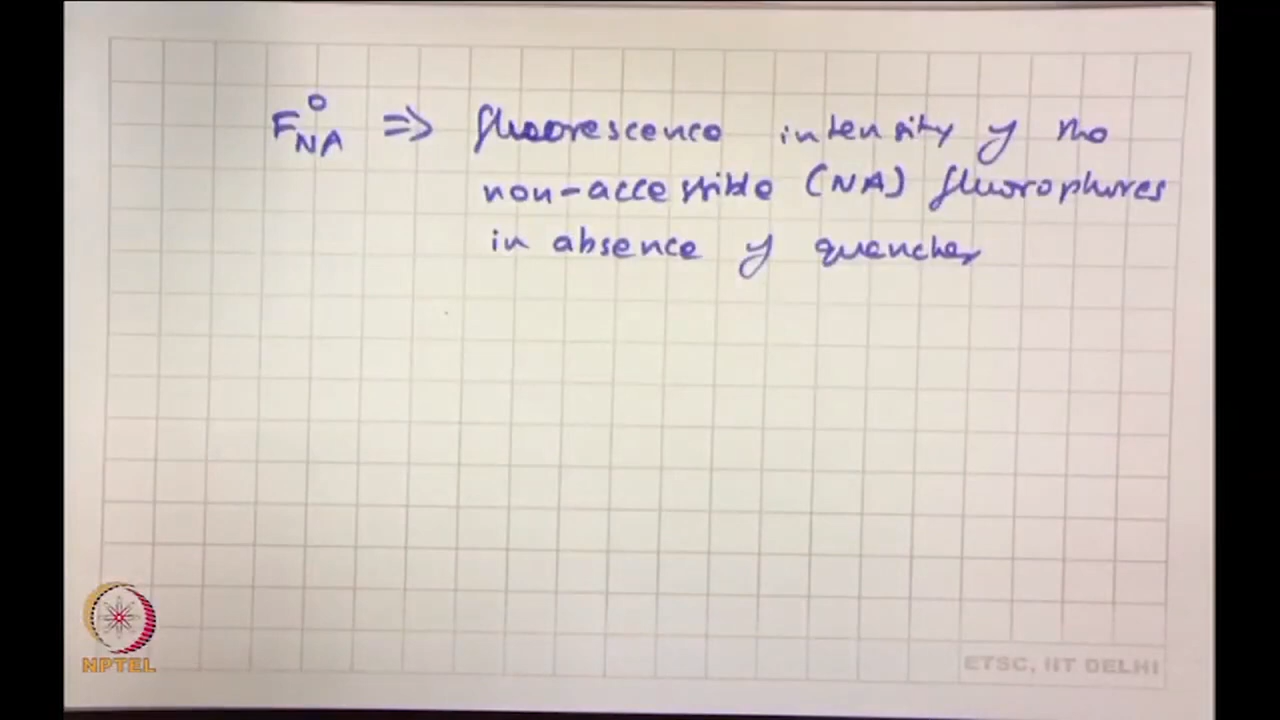 F°NA ⇒ fluorescence intensity of the
non-accessible (NA) fluorophores
in absence of quencher
NPTEL
ETSC, IIT DELHI